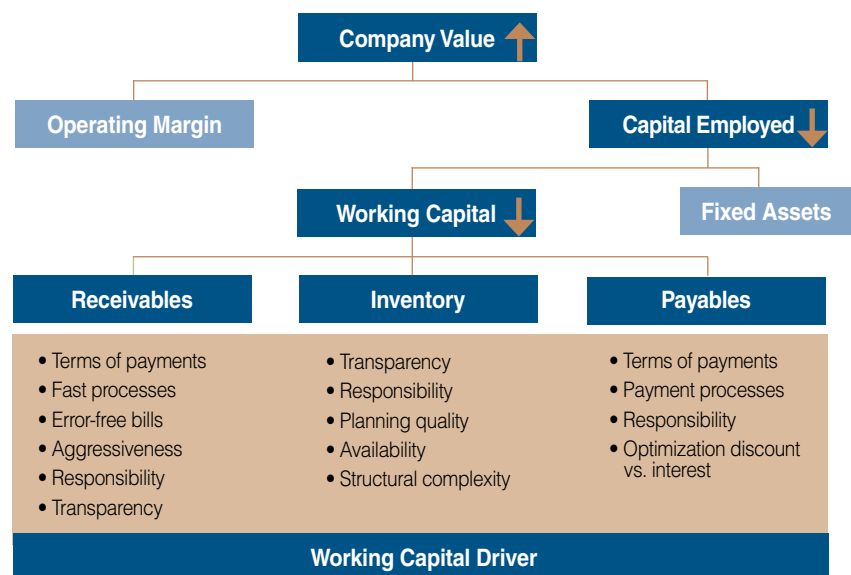 Company Value
Operating Margin
Capital Employed
Working Capital
Fixed Assets
Receivables
Inventory
Payables
• Terms of payments
• Fast processes
• Error-free bills
• Aggressiveness
• Responsibility
• Transparency
• Transparency
• Responsibility
• Planning quality
• Availability
• Structural complexity
• Terms of payments
• Payment processes
• Responsibility
• Optimization discount
vs. interest
Working Capital Driver